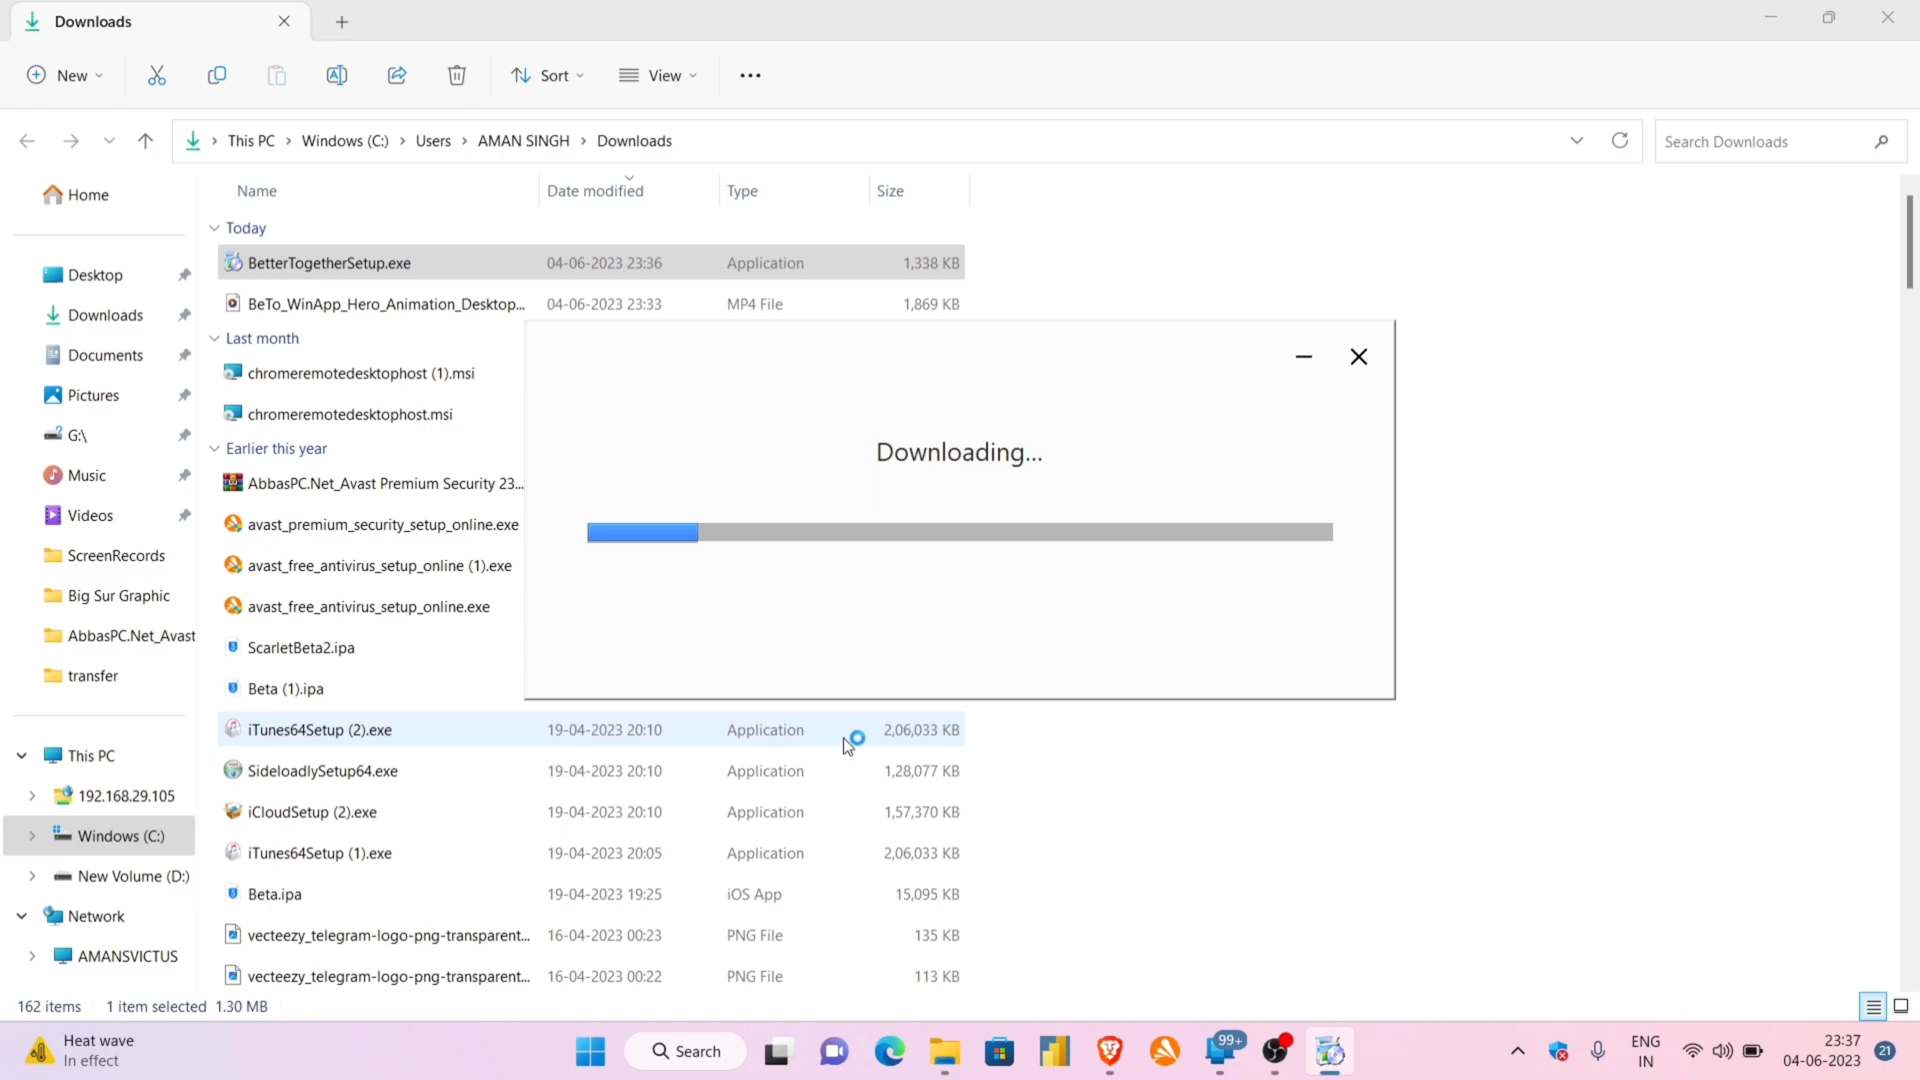 Downloads
New
Sort
View
This PC
Windows (C:)
Users
AMAN SINGH
Downloads
Search Downloads
Home
Desktop
Downloads
Documents
Pictures
G:\
Music
Videos
ScreenRecords
Big Sur Graphic
AbbasPC.Net_Avast
transfer
This PC
192.168.29.105
Windows (C:)
New Volume (D:)
Network
AMANSVICTUS
Name Date modified Type Size
Today
BetterTogetherSetup.exe 04-06-2023 23:36 Application 1,338 KB
BeTo_WinApp_Hero_Animation_Desktop... 04-06-2023 23:33 MP4 File 1,869 KB
Last month
chromeremotedesktophost (1).msi
chromeremotedesktophost.msi
Earlier this year
AbbasPC.Net_Avast Premium Security 23...
avast_premium_security_setup_online.exe
avast_free_antivirus_setup_online (1).exe
avast_free_antivirus_setup_online.exe
ScarletBeta2.ipa
Beta (1).ipa
iTunes64Setup (2).exe 19-04-2023 20:10 Application 2,06,033 KB
SideloadlySetup64.exe 19-04-2023 20:10 Application 1,28,077 KB
iCloudSetup (2).exe 19-04-2023 20:10 Application 1,57,370 KB
iTunes64Setup (1).exe 19-04-2023 20:05 Application 2,06,033 KB
Beta.ipa 19-04-2023 19:25 iOS App 15,095 KB
vecteezy_telegram-logo-png-transparent... 16-04-2023 00:23 PNG File 135 KB
vecteezy_telegram-logo-png-transparent... 16-04-2023 00:22 PNG File 113 KB
Downloading...
162 items 1 item selected 1.30 MB
Heat wave
In effect
Search
99+
ENG
IN
23:37
04-06-2023
21